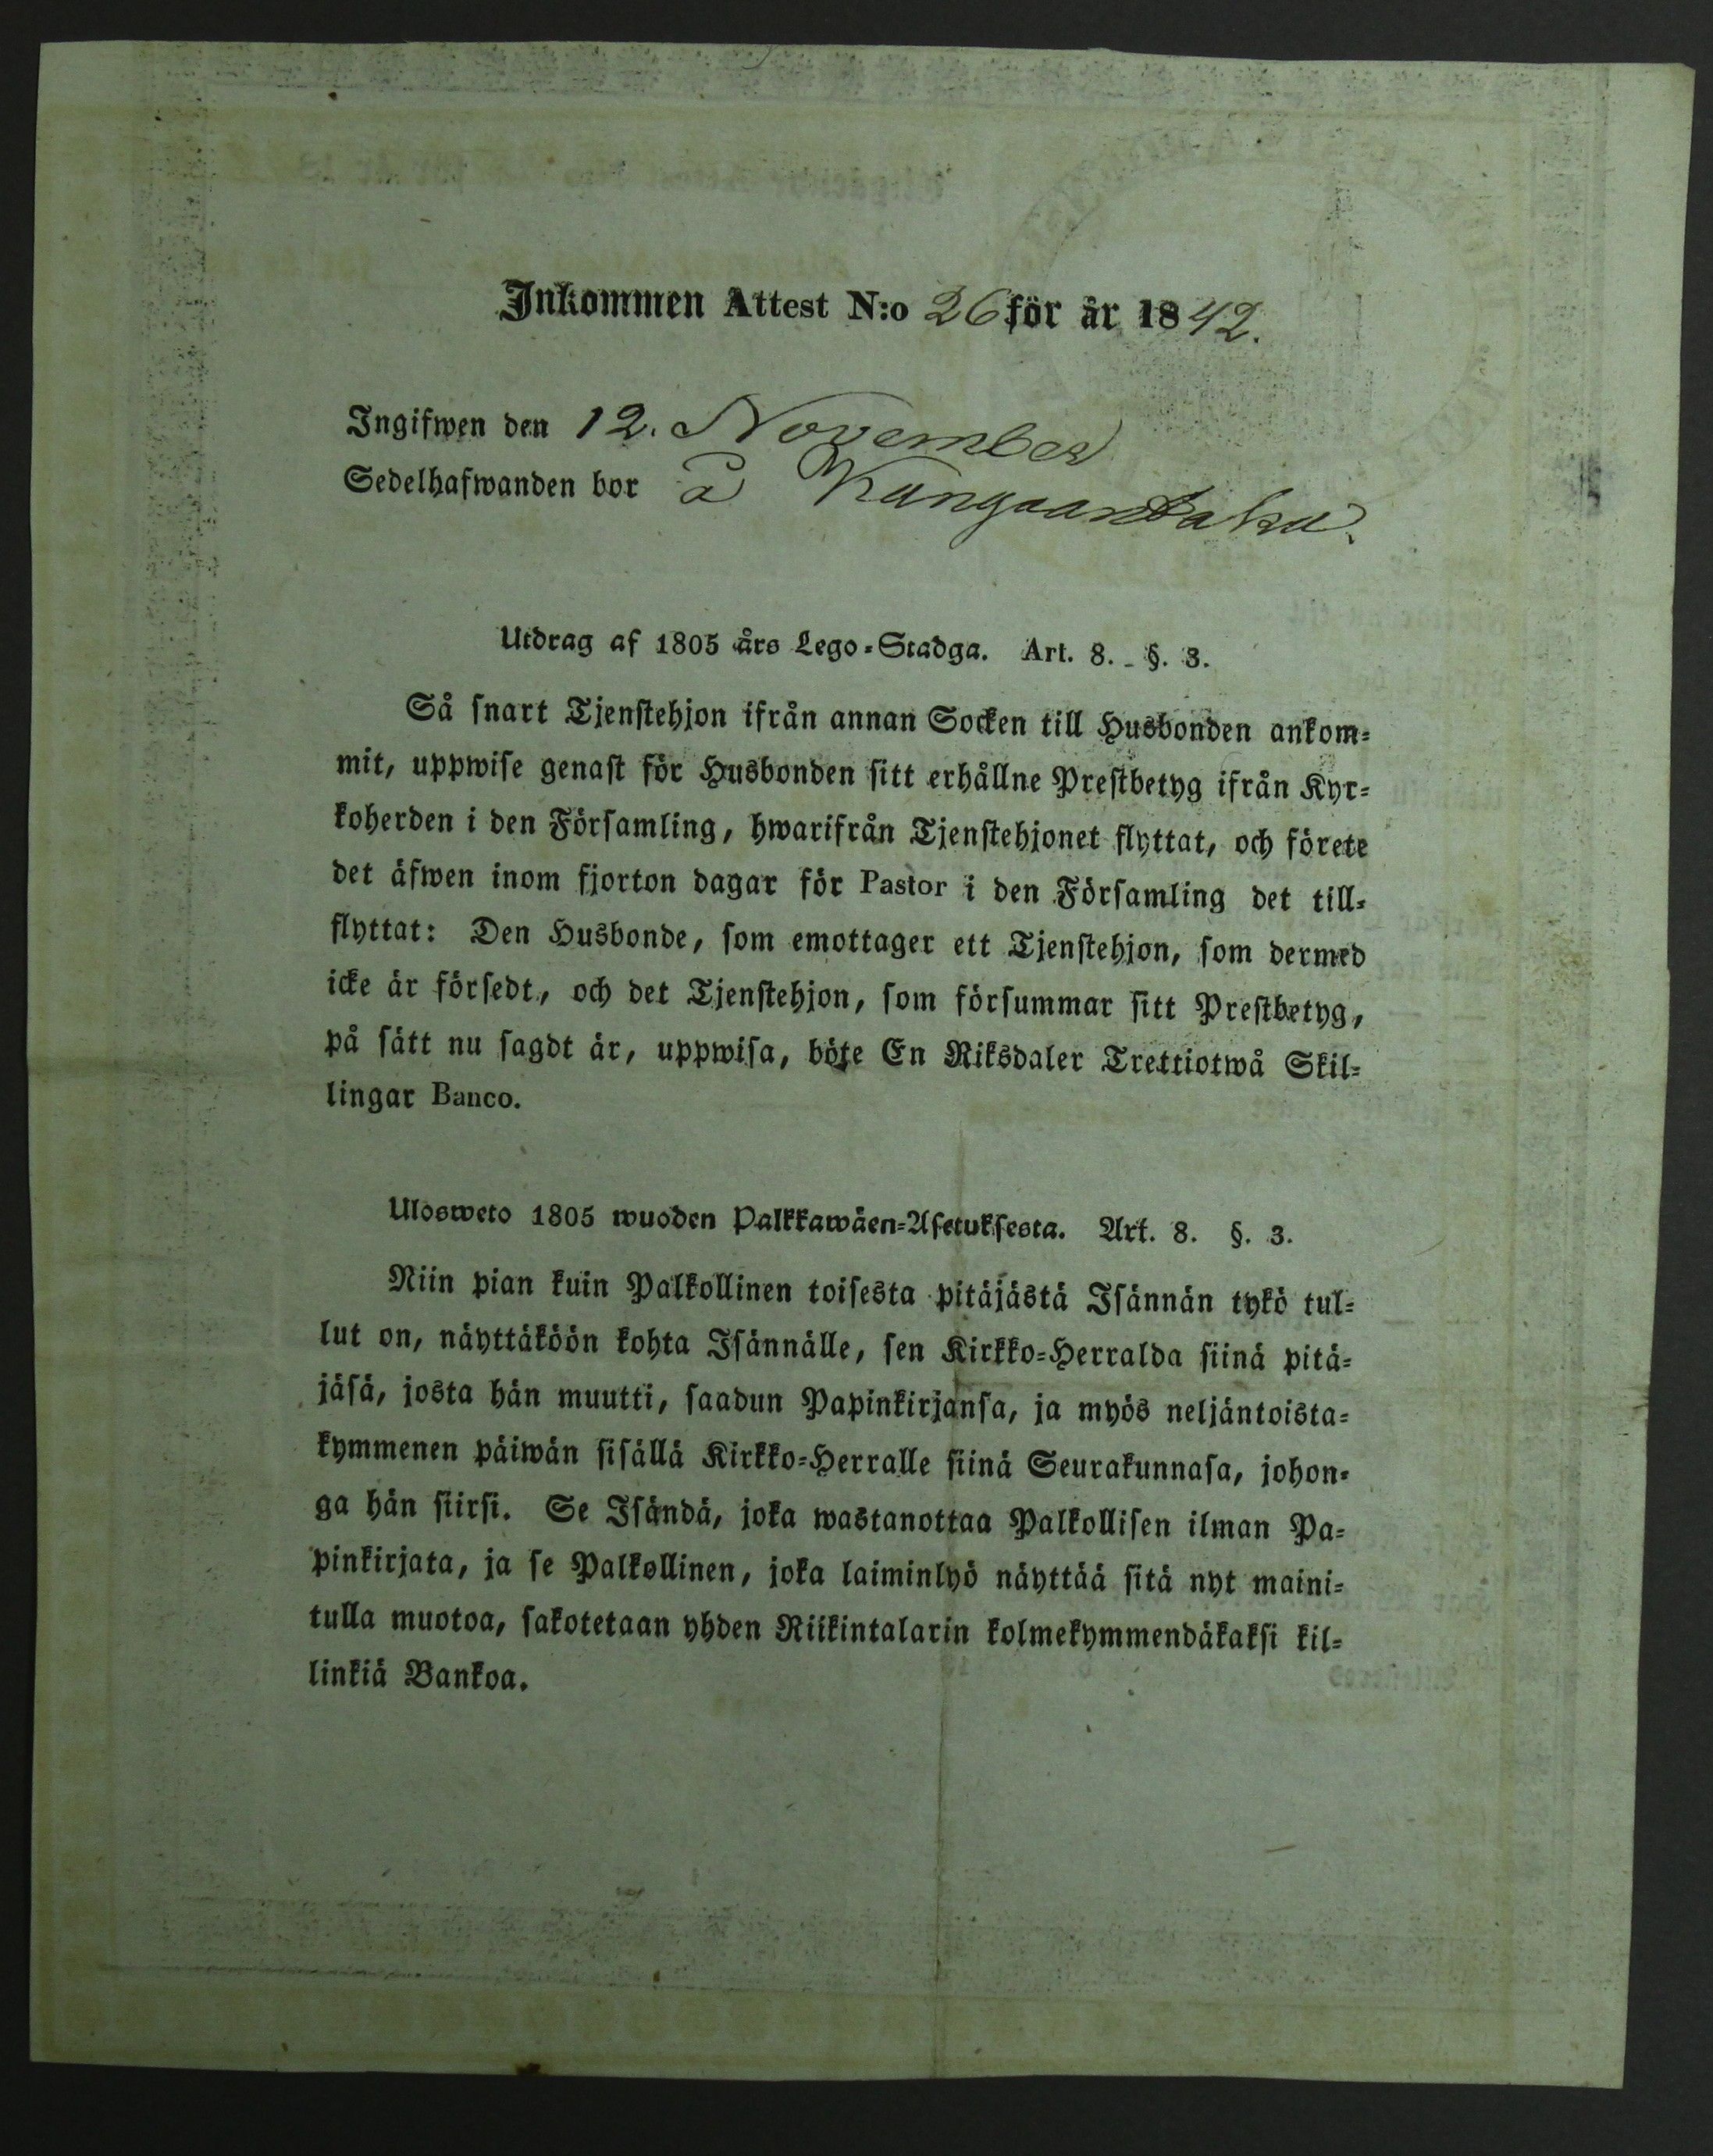 Inkommen Attest N:o 26 för år 1842.
Ingifwen den 12. November
Sedelhafwanden bor å Kangaantaka.
Utdrag af 1805 års Lego-Stadga. Art. 8. §. 3.
Så snart Tjenstehjon ifrån annan Socken till Husbonden ankom-
mit, uppwise genast för Husbonden sitt erhållne Prestbetyg ifrån Kyr-
koherden i den Församling, hwarifrån Tjenstehjonet flyttat, och förete
det äfwen inom fjorton dagar för Pastor i den Församling det till-
flyttat: Den Husbonde, som emottager ett Tjenstehjon, som dermed
icke är försedt, och det Tjenstehjon, som försummar sitt Prestbetyg,
på sätt nu sagdt är, uppwisa, böte En Riksdaler Trettiotwå Skil-
lingar Banco.
Ulosweto 1805 wuoden Palkkawäen-Asetuksesta. Art. 8. §. 3.
Niin pian kuin Palkollinen toisesta pitäjästä Isännän tykö tul-
lut on, näyttäköön kohta Isännälle, sen Kirkko-Herralda siinä pitä-
jäsä, josta hän muutti, saadun Papinkirjansa, ja myös neljäntoista-
kymmenen päiwän sisällä Kirkko-Herralle siinä Seurakunnasa, johon-
ga hän siirsi. Se Isändä, joka wastanottaa Palkollisen ilman Pa-
pinkirjata, ja se Palkollinen, joka laiminlyö näyttää sitä nyt maini-
tulla muotoa, sakotetaan yhden Riikintalarin kolmekymmendäkaksi kil-
linkiä Bankoa.